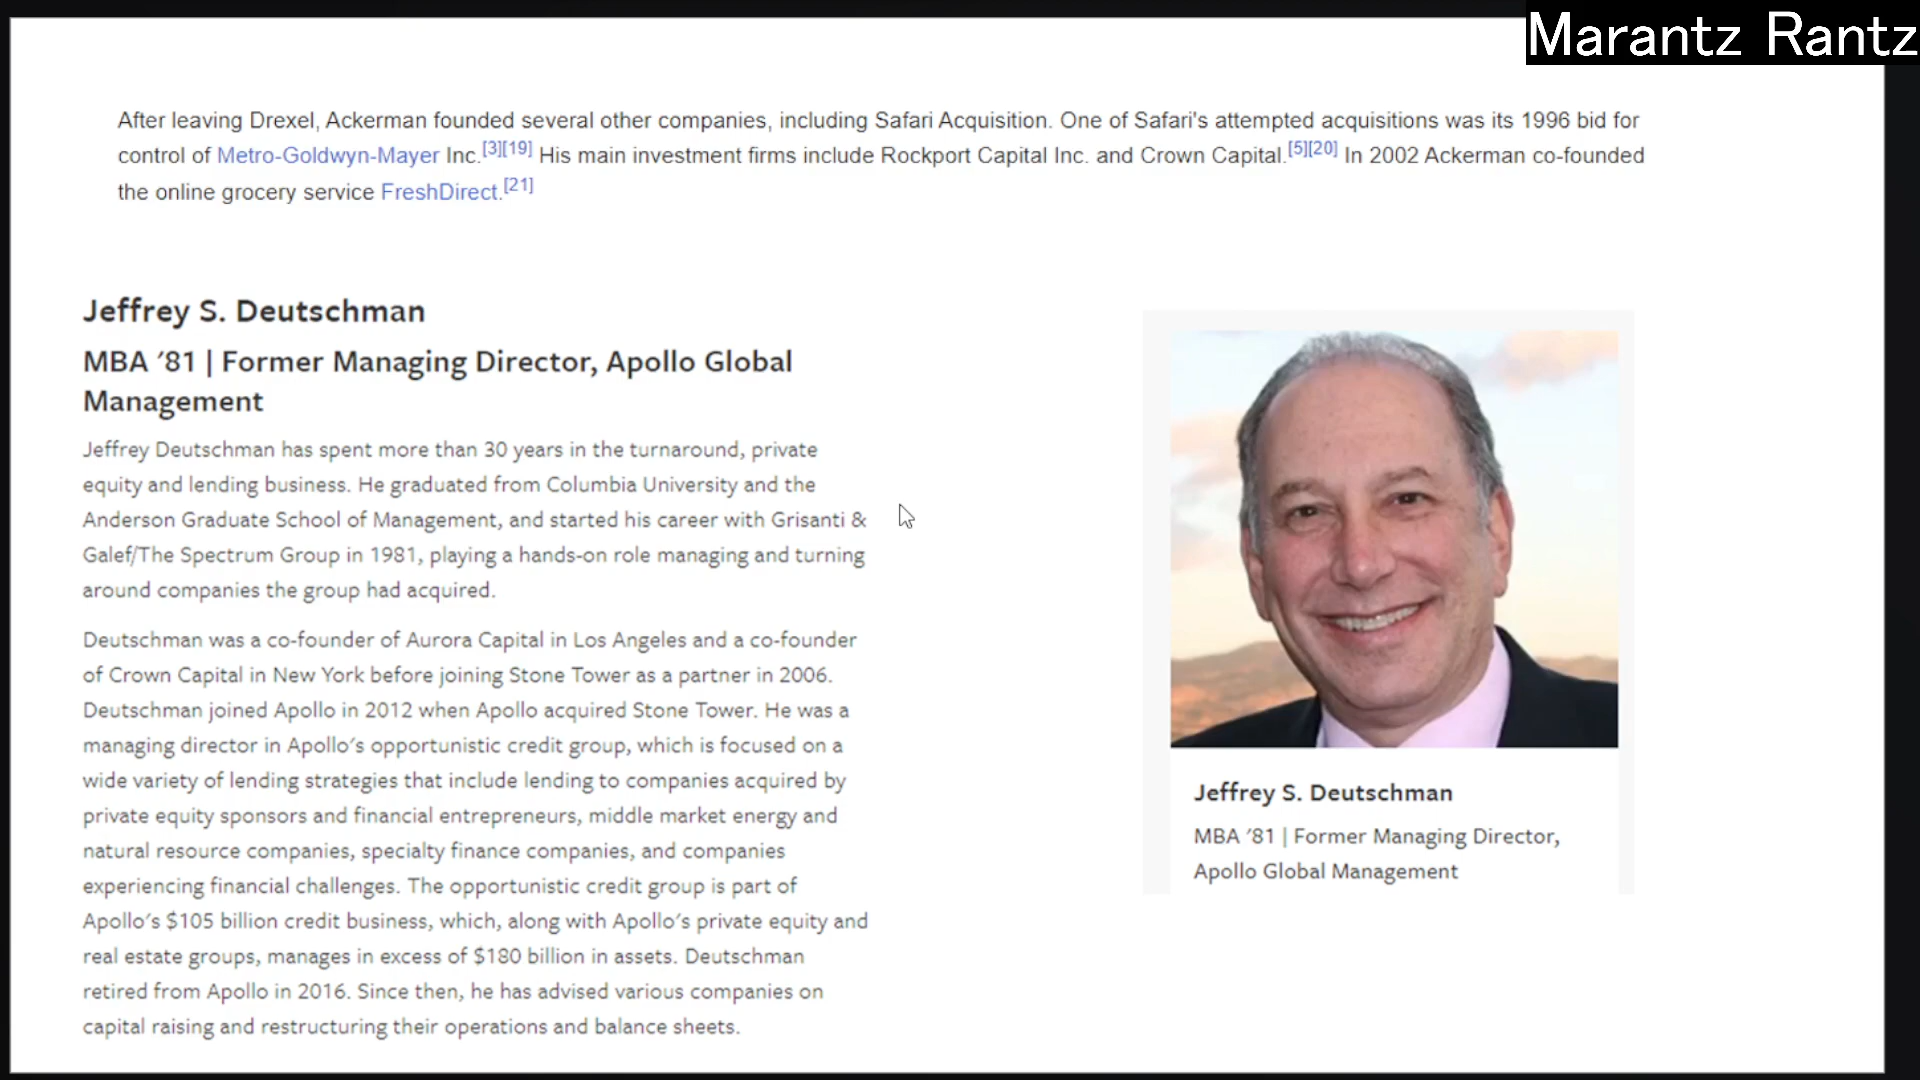 Marantz Rantz
After leaving Drexel, Ackerman founded several other companies, including Safari Acquisition. One of Safari's attempted acquisitions was its 1996 bid for
control of Metro-Goldwyn-Mayer Inc.[3][19] His main investment firms include Rockport Capital Inc. and Crown Capital.[5][20] In 2002 Ackerman co-founded
the online grocery service FreshDirect.[21]
Jeffrey S. Deutschman
MBA ′81 | Former Managing Director, Apollo Global
Management
Jeffrey Deutschman has spent more than 30 years in the turnaround, private
equity and lending business. He graduated from Columbia University and the
Anderson Graduate School of Management, and started his career with Grisanti &
Galef/The Spectrum Group in 1981, playing a hands-on role managing and turning
around companies the group had acquired.
Deutschman was a co-founder of Aurora Capital in Los Angeles and a co-founder
of Crown Capital in New York before joining Stone Tower as a partner in 2006.
Deutschman joined Apollo in 2012 when Apollo acquired Stone Tower. He was a
managing director in Apollo′s opportunistic credit group, which is focused on a
wide variety of lending strategies that include lending to companies acquired by
private equity sponsors and financial entrepreneurs, middle market energy and
natural resource companies, specialty finance companies, and companies
experiencing financial challenges. The opportunistic credit group is part of
Apollo′s $105 billion credit business, which, along with Apollo′s private equity and
real estate groups, manages in excess of $180 billion in assets. Deutschman
retired from Apollo in 2016. Since then, he has advised various companies on
capital raising and restructuring their operations and balance sheets.
Jeffrey S. Deutschman
MBA ′81 | Former Managing Director,
Apollo Global Management